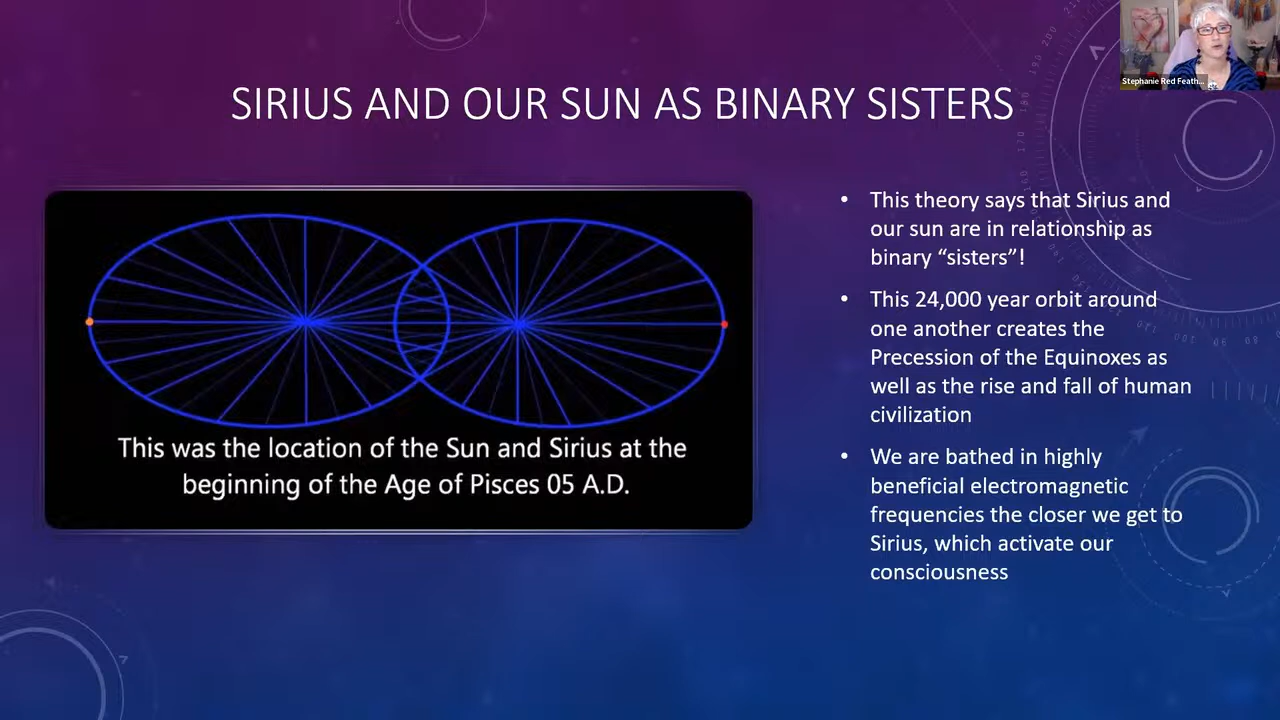 Stephanie Red Feath...
SIRIUS AND OUR SUN AS BINARY SISTERS
This was the location of the Sun and Sirius at the
beginning of the Age of Pisces 05 A.D.
• This theory says that Sirius and
our sun are in relationship as
binary “sisters”!
• This 24,000 year orbit around
one another creates the
Precession of the Equinoxes as
well as the rise and fall of human
civilization
• We are bathed in highly
beneficial electromagnetic
frequencies the closer we get to
Sirius, which activate our
consciousness